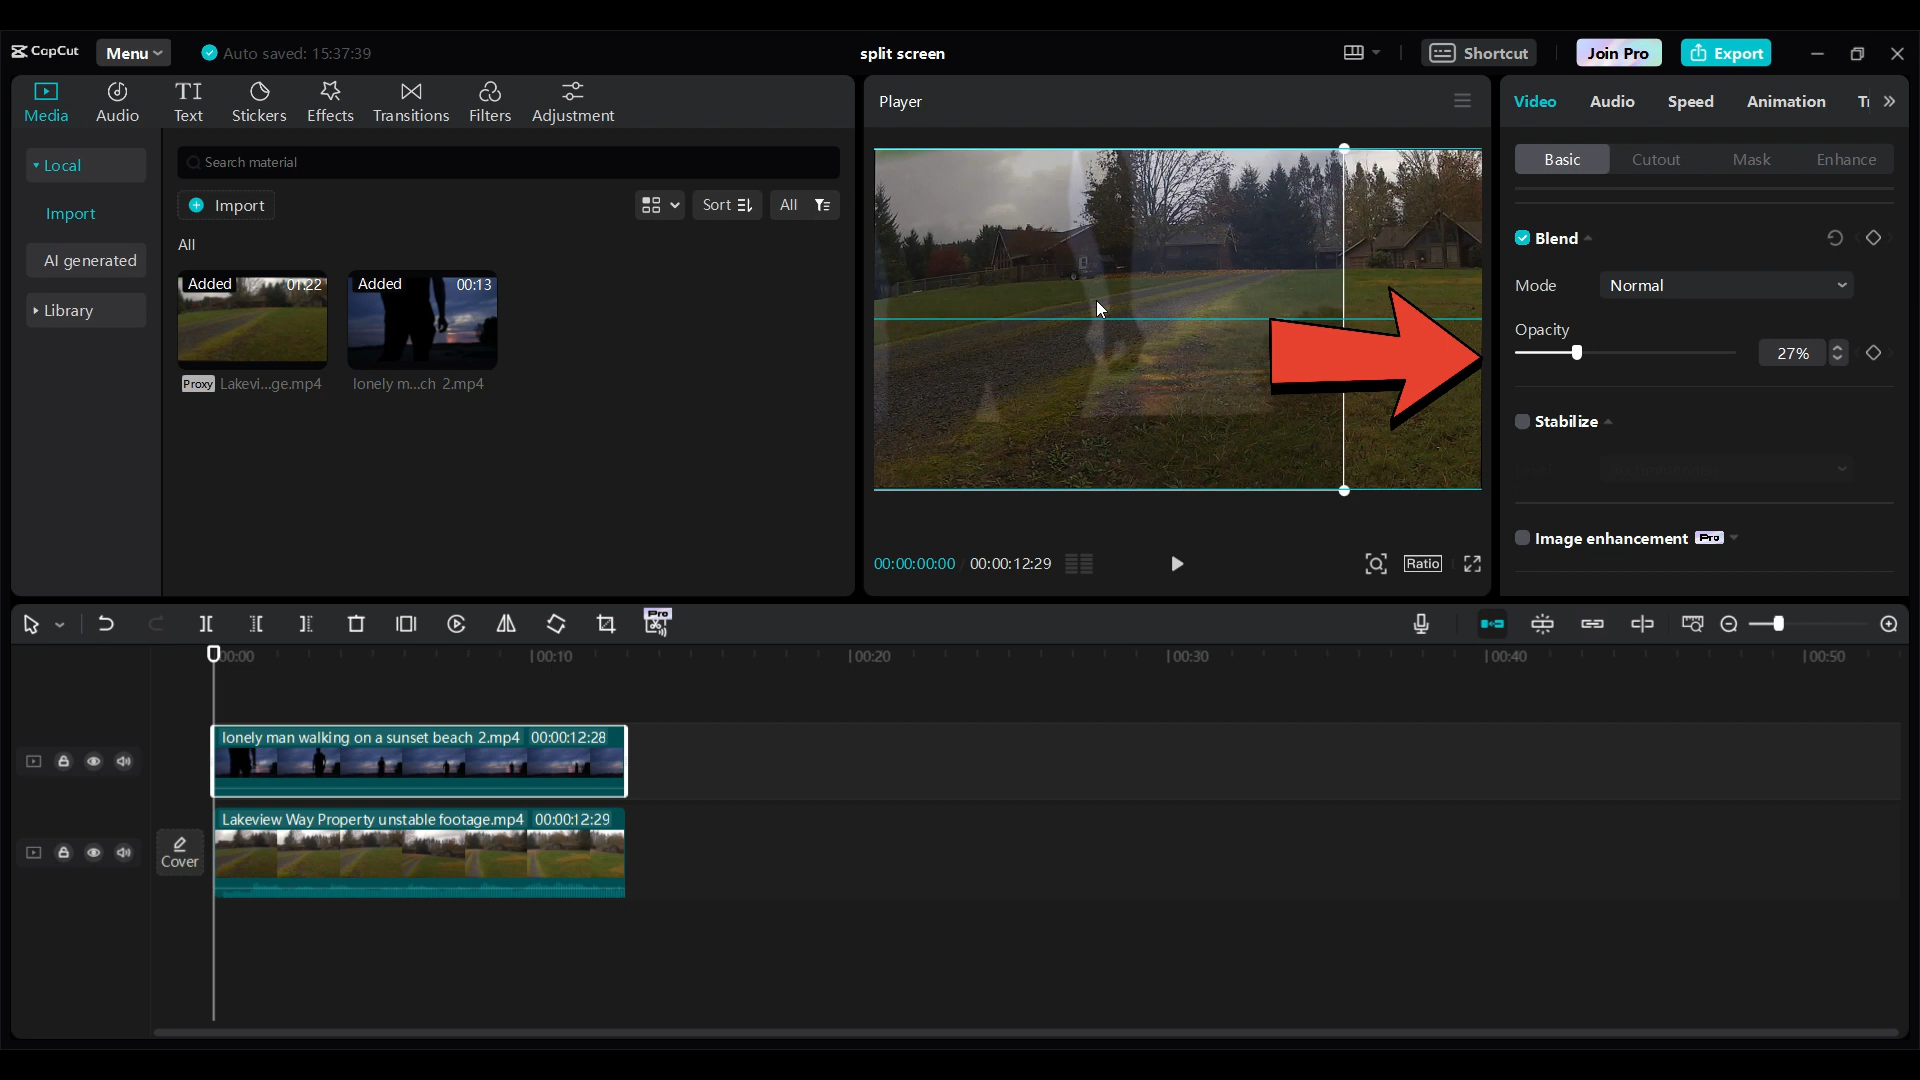 CapCut
Menu
Auto saved: 15:37:39
split screen
Shortcut
Join Pro
Export
Media
Audio
Text
Stickers
Effects
Transitions
Filters
Adjustment
Player
Video
Audio
Speed
Animation
Local
Import
AI generated
Library
Search material
Import
Sort
All
All
Added
01:22
Proxy
Lakevi...ge.mp4
Added
00:13
lonely m...ch 2.mp4
00:00:00:00
00:00:12:29
Ratio
Basic
Cutout
Mask
Enhance
Blend
Mode
Normal
Opacity
27%
Stabilize
Image enhancement
Pro
Pro
00:00
00:10
00:20
00:30
00:40
00:50
lonely man walking on a sunset beach 2.mp4 00:00:12:28
Cover
Lakeview Way Property unstable footage.mp4 00:00:12:29